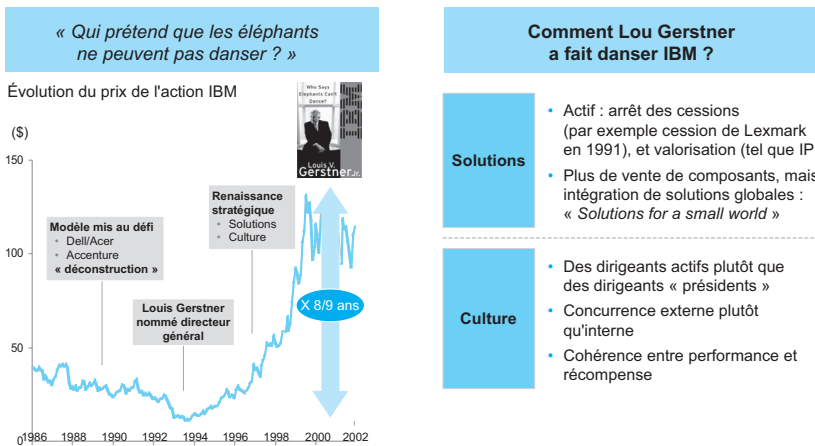 « Qui prétend que les éléphants
ne peuvent pas danser ? »
Évolution du prix de l'action IBM
($)
150
100
50
0
1986 1988 1990 1992 1994 1996 1998 2000 2002
Who Says
Elephants Can't
Dance?
IBM
Louis V.
Gerstner Jr.
Modèle mis au défi
• Dell/Acer
• Accenture
« déconstruction »
Louis Gerstner
nommé directeur
général
Renaissance
stratégique
• Solutions
• Culture
X 8/9 ans
Comment Lou Gerstner
a fait danser IBM ?
Solutions
• Actif : arrêt des cessions
(par exemple cession de Lexmark
en 1991), et valorisation (tel que IP
• Plus de vente de composants, mais
intégration de solutions globales :
« Solutions for a small world »
Culture
• Des dirigeants actifs plutôt que
des dirigeants « présidents »
• Concurrence externe plutôt
qu'interne
• Cohérence entre performance et
récompense